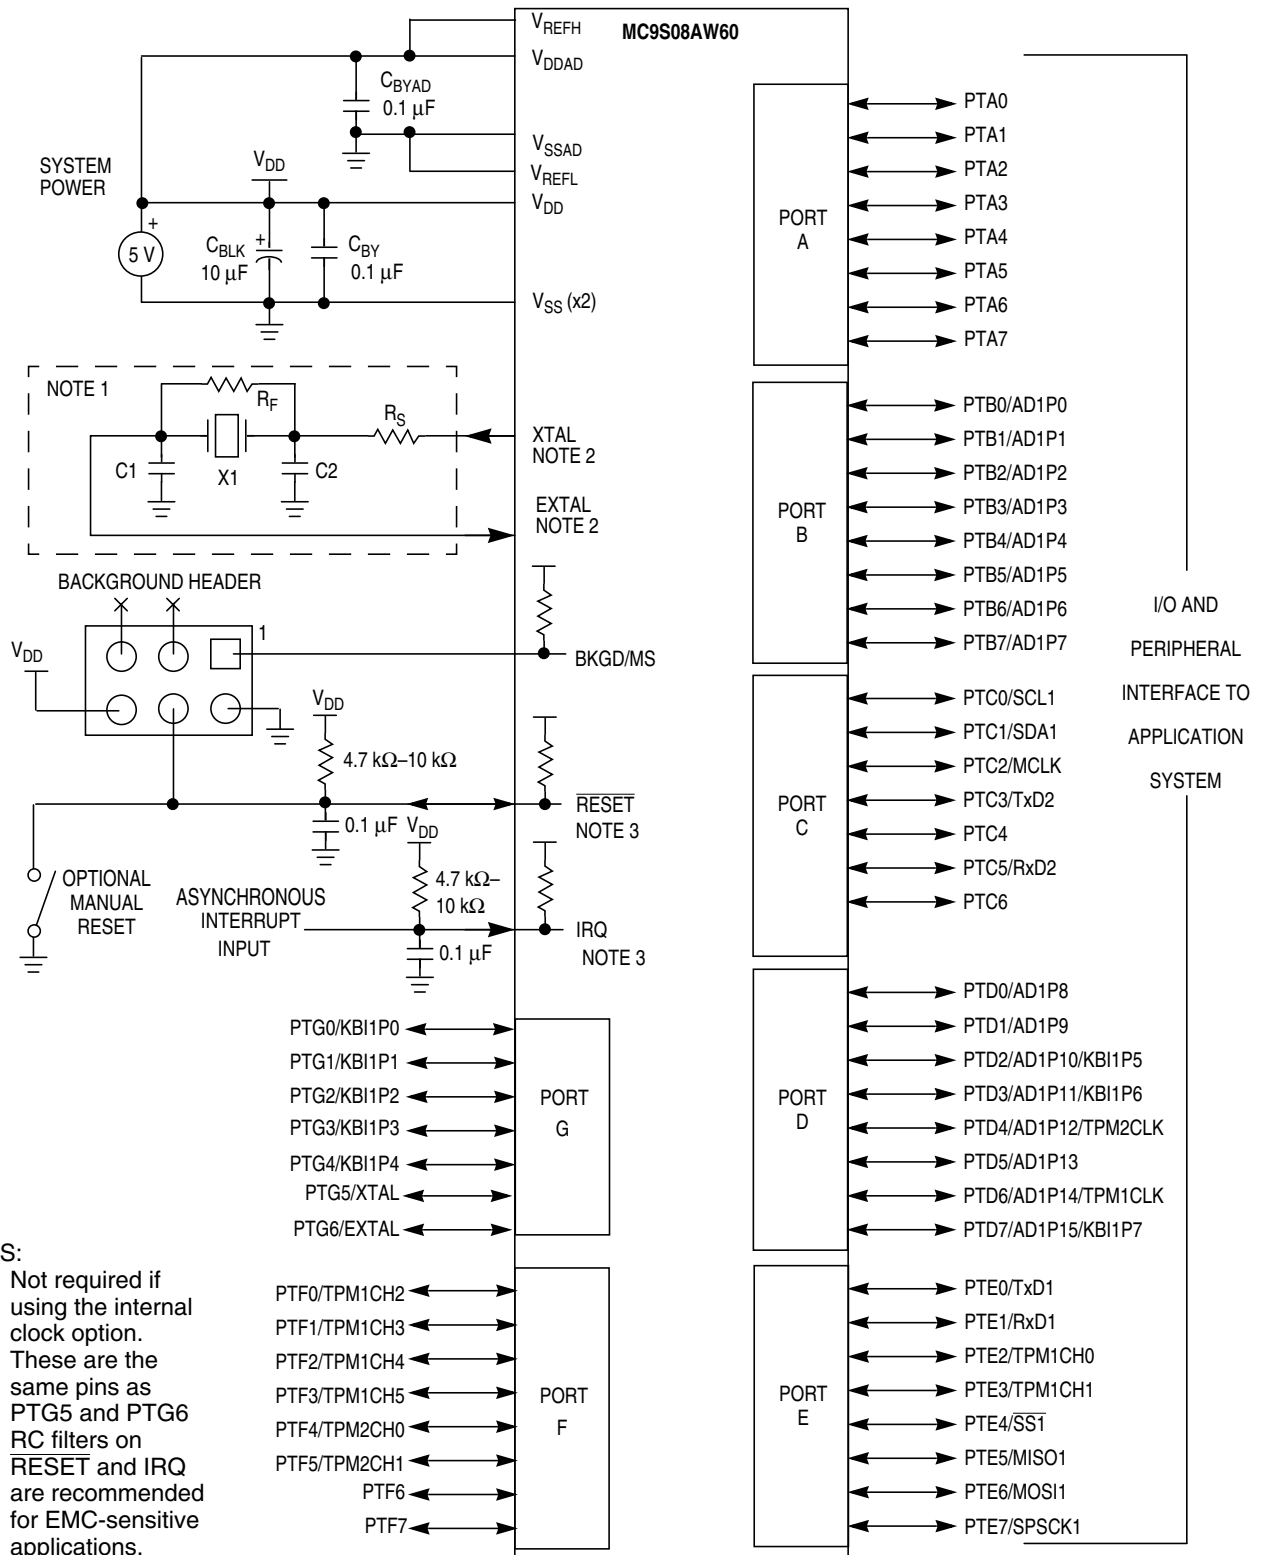 MC9S08AW60
VREFH
VDDAD
CBYAD
0.1 µF
VSSAD
VREFL
SYSTEM
POWER
VDD
VDD
+
5 V
CBLK
+
10 µF
CBY
0.1 µF
VSS (x2)
NOTE 1
RF
RS
C1
X1
C2
XTAL
NOTE 2
EXTAL
NOTE 2
BACKGROUND HEADER
1
VDD
BKGD/MS
VDD
4.7 kΩ–10 kΩ
RESET
NOTE 3
0.1 µF
VDD
OPTIONAL
MANUAL
RESET
ASYNCHRONOUS
INTERRUPT
INPUT
4.7 kΩ–
10 kΩ
IRQ
NOTE 3
0.1 µF
PTG0/KBI1P0
PTG1/KBI1P1
PTG2/KBI1P2
PTG3/KBI1P3
PTG4/KBI1P4
PTG5/XTAL
PTG6/EXTAL
PORT
G
PTF0/TPM1CH2
PTF1/TPM1CH3
PTF2/TPM1CH4
PTF3/TPM1CH5
PTF4/TPM2CH0
PTF5/TPM2CH1
PTF6
PTF7
PORT
F
S:
Not required if
using the internal
clock option.
These are the
same pins as
PTG5 and PTG6
RC filters on
RESET and IRQ
are recommended
for EMC-sensitive
applications.
PORT
A
PTA0
PTA1
PTA2
PTA3
PTA4
PTA5
PTA6
PTA7
PORT
B
PTB0/AD1P0
PTB1/AD1P1
PTB2/AD1P2
PTB3/AD1P3
PTB4/AD1P4
PTB5/AD1P5
PTB6/AD1P6
PTB7/AD1P7
PORT
C
PTC0/SCL1
PTC1/SDA1
PTC2/MCLK
PTC3/TxD2
PTC4
PTC5/RxD2
PTC6
PORT
D
PTD0/AD1P8
PTD1/AD1P9
PTD2/AD1P10/KBI1P5
PTD3/AD1P11/KBI1P6
PTD4/AD1P12/TPM2CLK
PTD5/AD1P13
PTD6/AD1P14/TPM1CLK
PTD7/AD1P15/KBI1P7
PORT
E
PTE0/TxD1
PTE1/RxD1
PTE2/TPM1CH0
PTE3/TPM1CH1
PTE4/SS1
PTE5/MISO1
PTE6/MOSI1
PTE7/SPSCK1
I/O AND
PERIPHERAL
INTERFACE TO
APPLICATION
SYSTEM